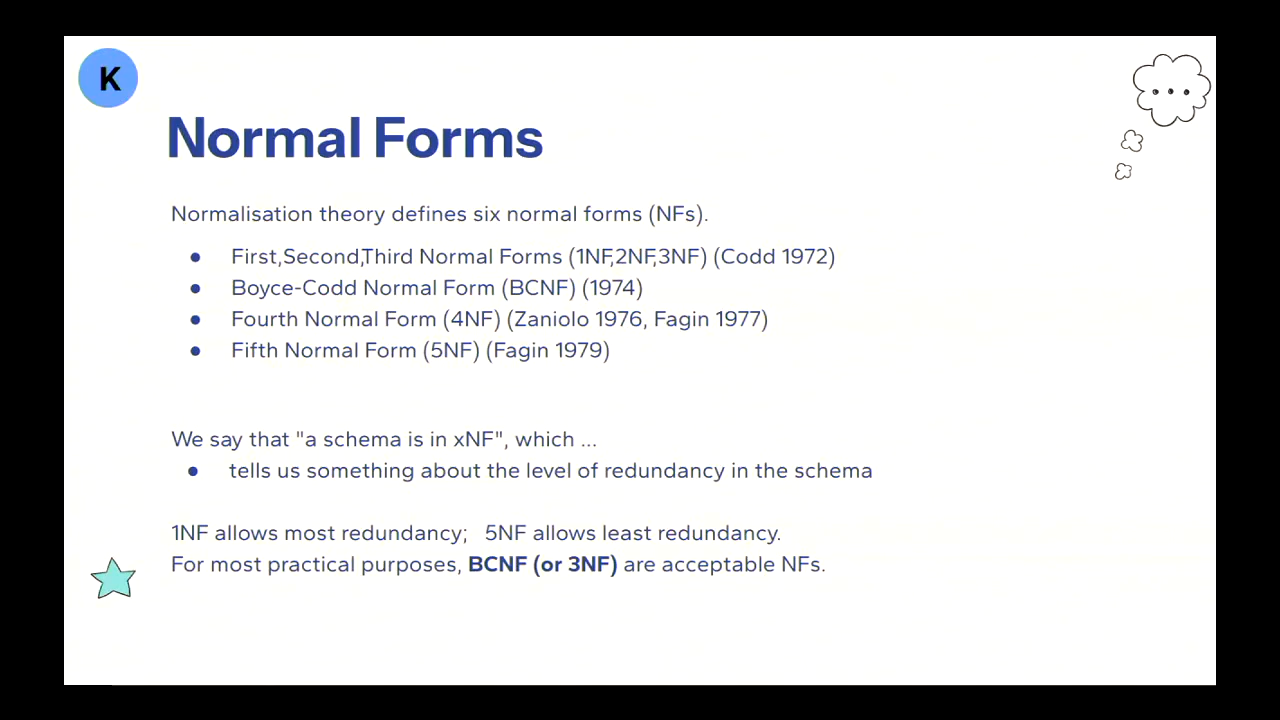 K
Normal Forms
Normalisation theory defines six normal forms (NFs).
● First,Second,Third Normal Forms (1NF,2NF,3NF) (Codd 1972)
● Boyce-Codd Normal Form (BCNF) (1974)
● Fourth Normal Form (4NF) (Zaniolo 1976, Fagin 1977)
● Fifth Normal Form (5NF) (Fagin 1979)
We say that "a schema is in xNF", which ...
● tells us something about the level of redundancy in the schema
1NF allows most redundancy; 5NF allows least redundancy.
For most practical purposes, BCNF (or 3NF) are acceptable NFs.